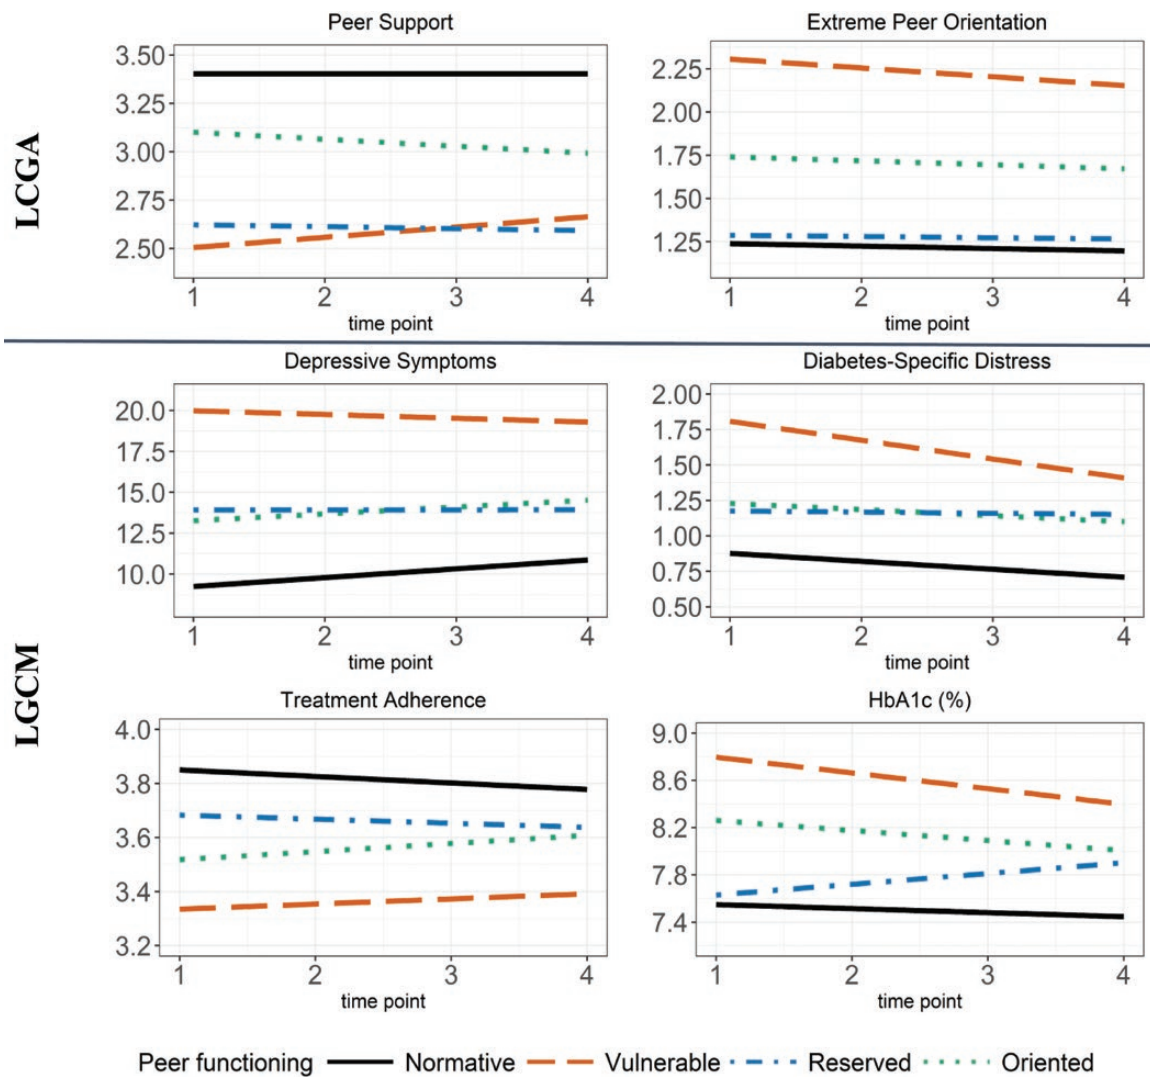 LCGA
Peer Support
3.50
3.25
3.00
2.75
2.50
1 2 3 4
time point
Extreme Peer Orientation
2.25
2.00
1.75
1.50
1.25
1 2 3 4
time point
LGCM
Depressive Symptoms
20.0
17.5
15.0
12.5
10.0
1 2 3 4
time point
Diabetes-Specific Distress
2.00
1.75
1.50
1.25
1.00
0.75
0.50
1 2 3 4
time point
Treatment Adherence
4.0
3.8
3.6
3.4
3.2
1 2 3 4
time point
HbA1c (%)
9.0
8.6
8.2
7.8
7.4
1 2 3 4
time point
Peer functioning Normative Vulnerable Reserved Oriented